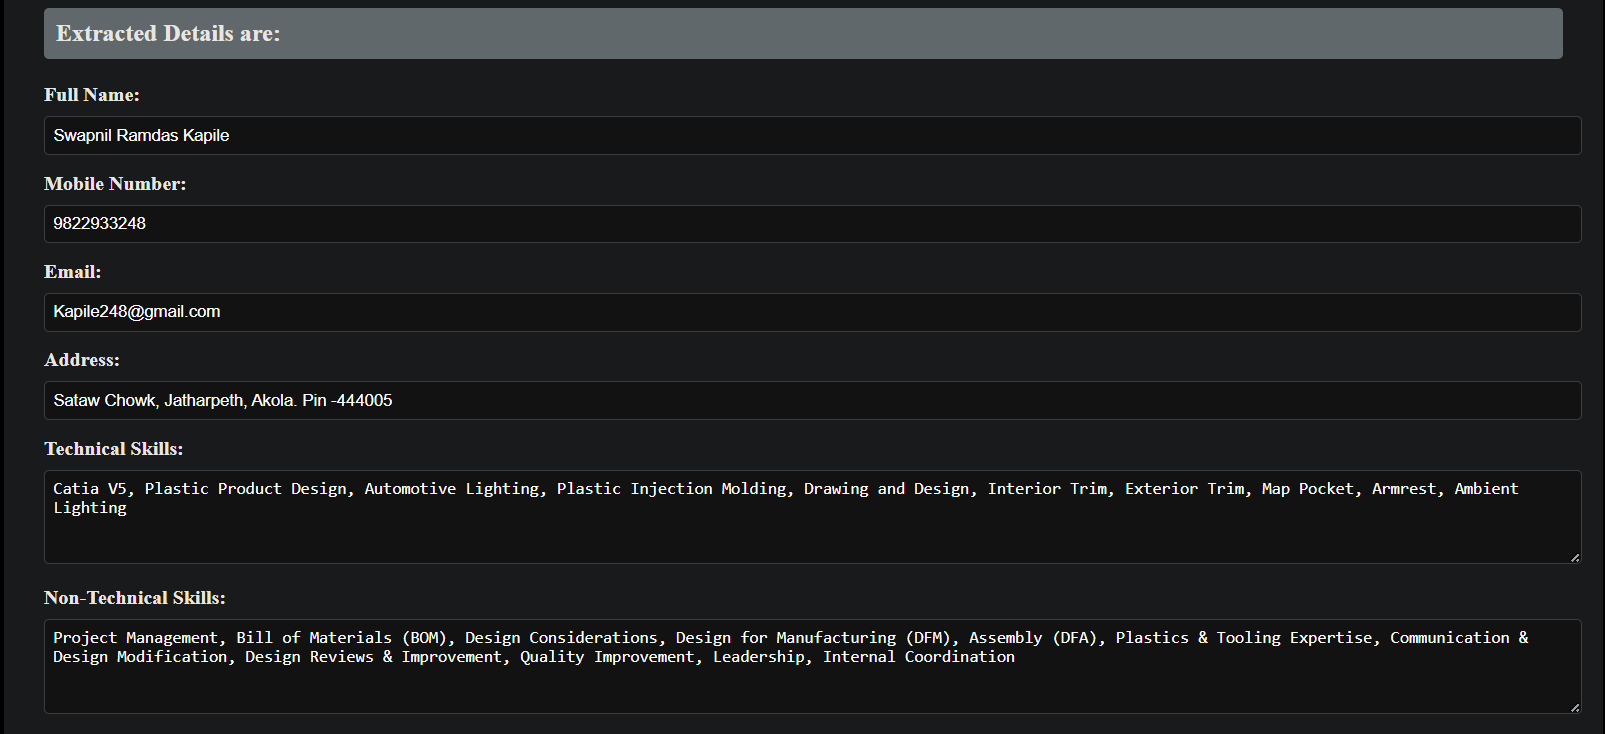 Extracted Details are:
Full Name:
Swapnil Ramdas Kapile
Mobile Number:
9822933248
Email:
Kapile248@gmail.com
Address:
Sataw Chowk, Jatharpeth, Akola. Pin -444005
Technical Skills:
Catia V5, Plastic Product Design, Automotive Lighting, Plastic Injection Molding, Drawing and Design, Interior Trim, Exterior Trim, Map Pocket, Armrest, Ambient
Lighting
Non-Technical Skills:
Project Management, Bill of Materials (BOM), Design Considerations, Design for Manufacturing (DFM), Assembly (DFA), Plastics & Tooling Expertise, Communication &
Design Modification, Design Reviews & Improvement, Quality Improvement, Leadership, Internal Coordination